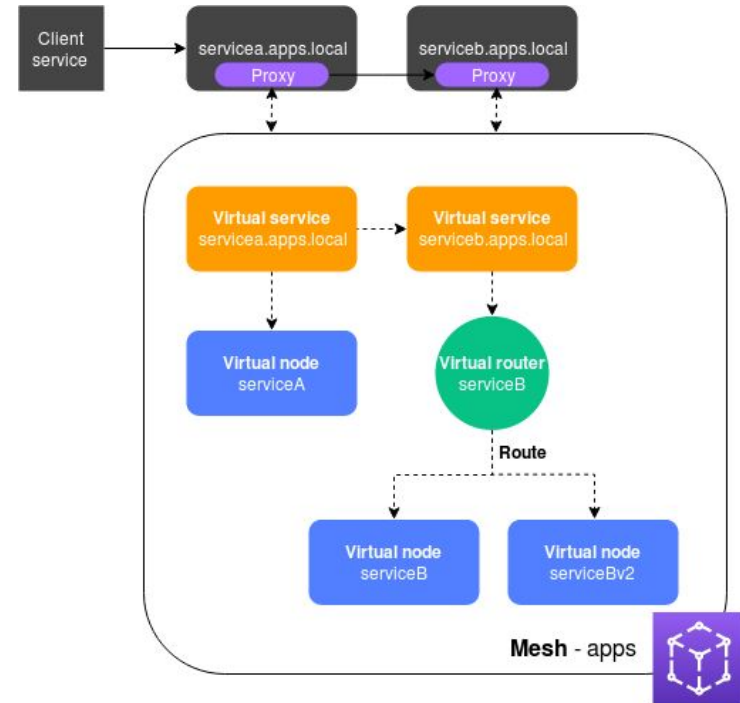 Client
service
servicea.apps.local
Proxy
serviceb.apps.local
Proxy
Virtual service
servicea.apps.local
Virtual service
serviceb.apps.local
Virtual node
serviceA
Virtual router
serviceB
Route
Virtual node
serviceB
Virtual node
serviceBv2
Mesh - apps